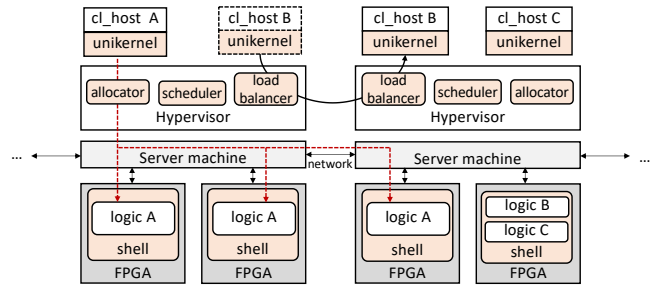 cl_host A
cl_host B
cl_host B
cl_host C
unikernel
unikernel
unikernel
unikernel
allocator
scheduler
load
balancer
load
balancer
scheduler
allocator
Hypervisor
Hypervisor
...
Server machine
network
Server machine
...
logic A
logic A
logic A
logic B
logic C
shell
shell
shell
shell
FPGA
FPGA
FPGA
FPGA